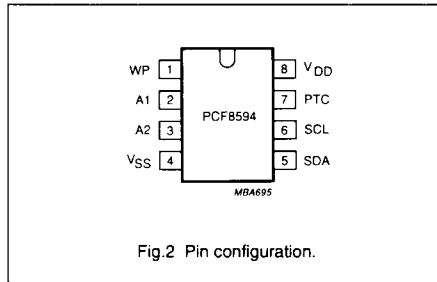 WP 1 8 V DD
A1 2 7 PTC
PCF8594
A2 3 6 SCL
VSS 4 5 SDA
MBA695
Fig.2 Pin configuration.